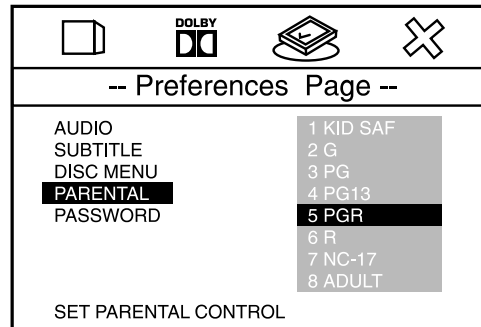 DOLBY
-- Preferences Page --
AUDIO
SUBTITLE
DISC MENU
PARENTAL
PASSWORD
1 KID SAF
2 G
3 PG
4 PG13
5 PGR
6 R
7 NC-17
8 ADULT
SET PARENTAL CONTROL